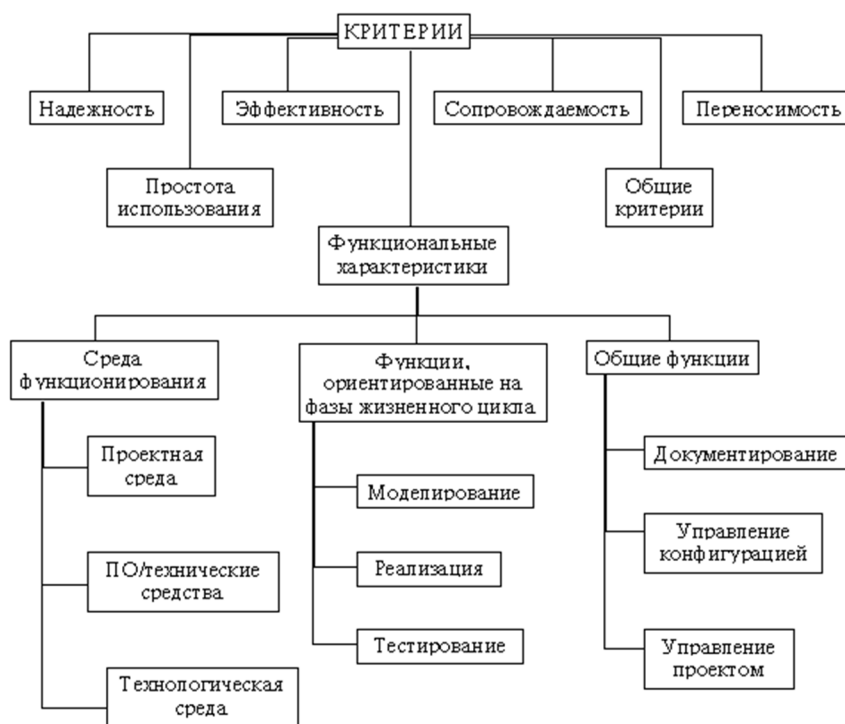 КРИТЕРИИ
Надежность
Эффективность
Сопровождаемость
Переносимость
Простота
использования
Общие
критерии
Функциональные
характеристики
Среда
функционирования
Функции,
ориентированные на
фазы жизненного цикла
Общие функции
Проектная
среда
ПО/технические
средства
Технологическая
среда
Моделирование
Реализация
Тестирование
Документирование
Управление
конфигурацией
Управление
проектом